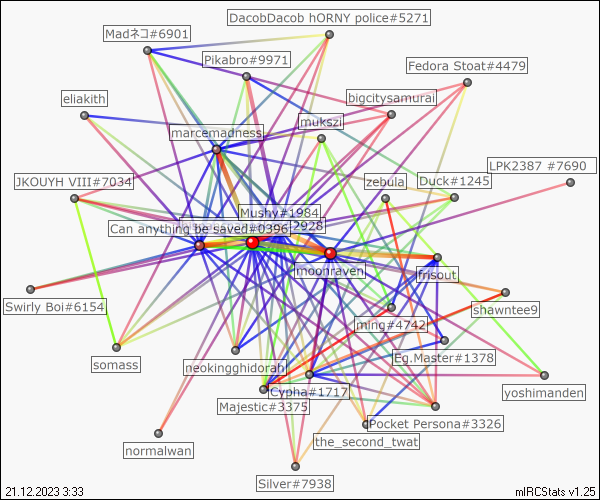 DacobDacob hORNY police#5271
Madネコ#6901
Pikabro#9971
Fedora Stoat#4479
eliakith
bigcitysamurai
mukszi
marcemadness
LPK2387 #7690
JKOUYH VIII#7034
zebula
Duck#1245
Mushy#1984
2928
Can anything be saved#0396
moonraven
frisout
Swirly Boi#6154
shawntee9
ming#4742
Eg.Master#1378
somass
neokingghidorah
Cypha#1717
yoshimanden
Majestic#3375
Pocket Persona#3326
the_second_twat
normalwan
Silver#7938
21.12.2023 3:33
mIRCStats v1.25